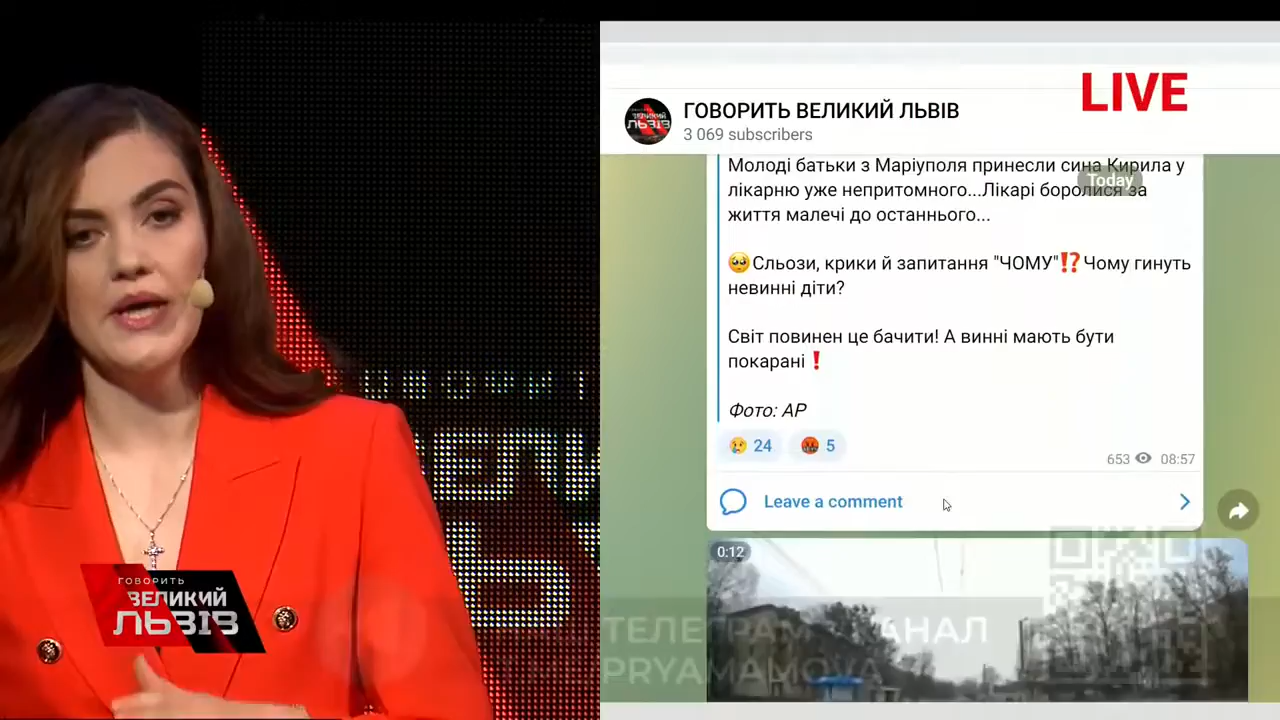 LIVE
ГОВОРИТЬ ВЕЛИКИЙ ЛЬВІВ
3 069 subscribers
Молоді батьки з Маріуполя принесли сина Кирила у
Today
лікарню уже непритомного...Лікарі боролися за
життя малечі до останнього...
🥺Сльози, крики й запитання "ЧОМУ"⁉️Чому гинуть
невинні діти?
Світ повинен це бачити! А винні мають бути
покарані❗
Фото: AP
😢 24 🤬 5
653 08:57
Leave a comment
0:12
ГОВОРИТЬ
ВЕЛИКИЙ
ЛЬВІВ
ТЕЛЕГРАМ КАНАЛ
PRYAMAMOVA